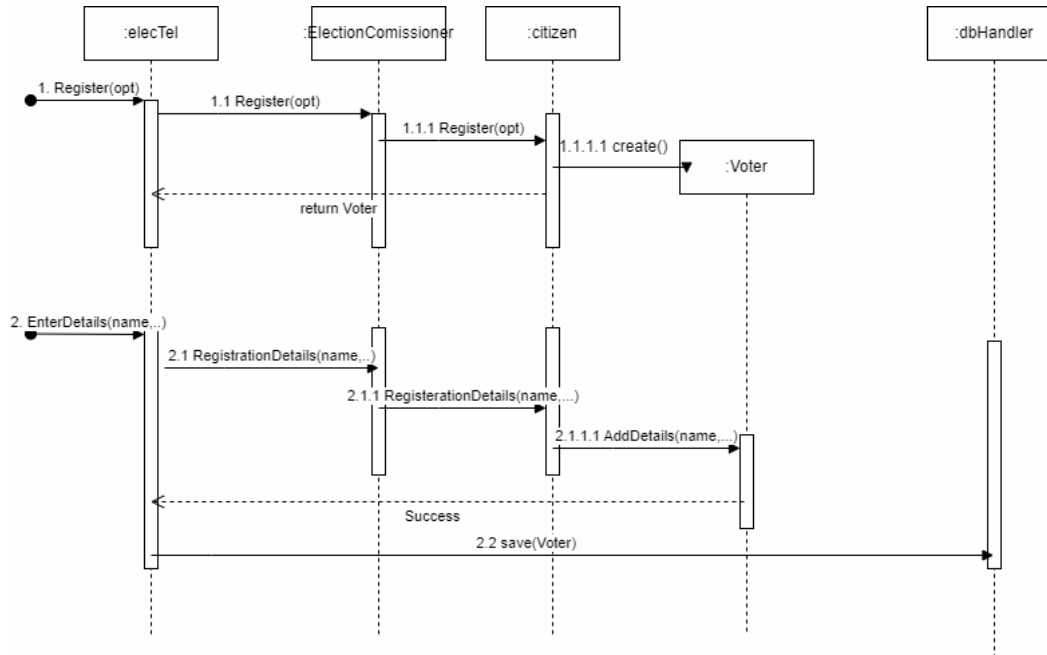 :elecTel
:ElectionComissioner
:citizen
:dbHandler
1. Register(opt)
1.1 Register(opt)
1.1.1 Register(opt)
1.1.1.1 create()
:Voter
return Voter
2. EnterDetails(name,..)
2.1 RegistrationDetails(name,..)
2.1.1 RegisterationDetails(name,...)
2.1.1.1 AddDetails(name,...)
Success
2.2 save(Voter)